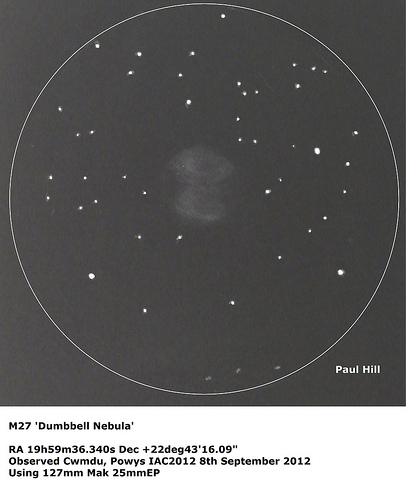 Paul Hill
M27 'Dumbbell Nebula'
RA 19h59m36.340s Dec +22deg43'16.09"
Observed Cwmdu, Powys IAC2012 8th September 2012
Using 127mm Mak 25mmEP